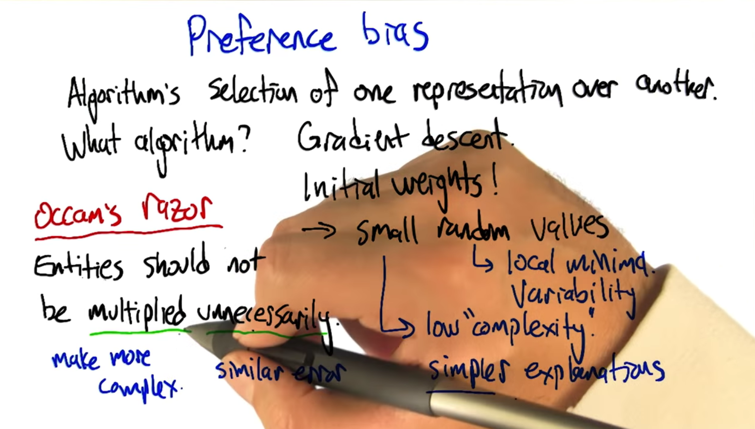 Preference bias
Algorithm's selection of one representation over another.
What algorithm? Gradient descent.
Initial weights!
→ small random values
↳ local minima.
variability
↳ low "complexity".
simpler explanations
Occam's razor
Entities should not
be multiplied unnecessarily.
make more
complex.
similar error